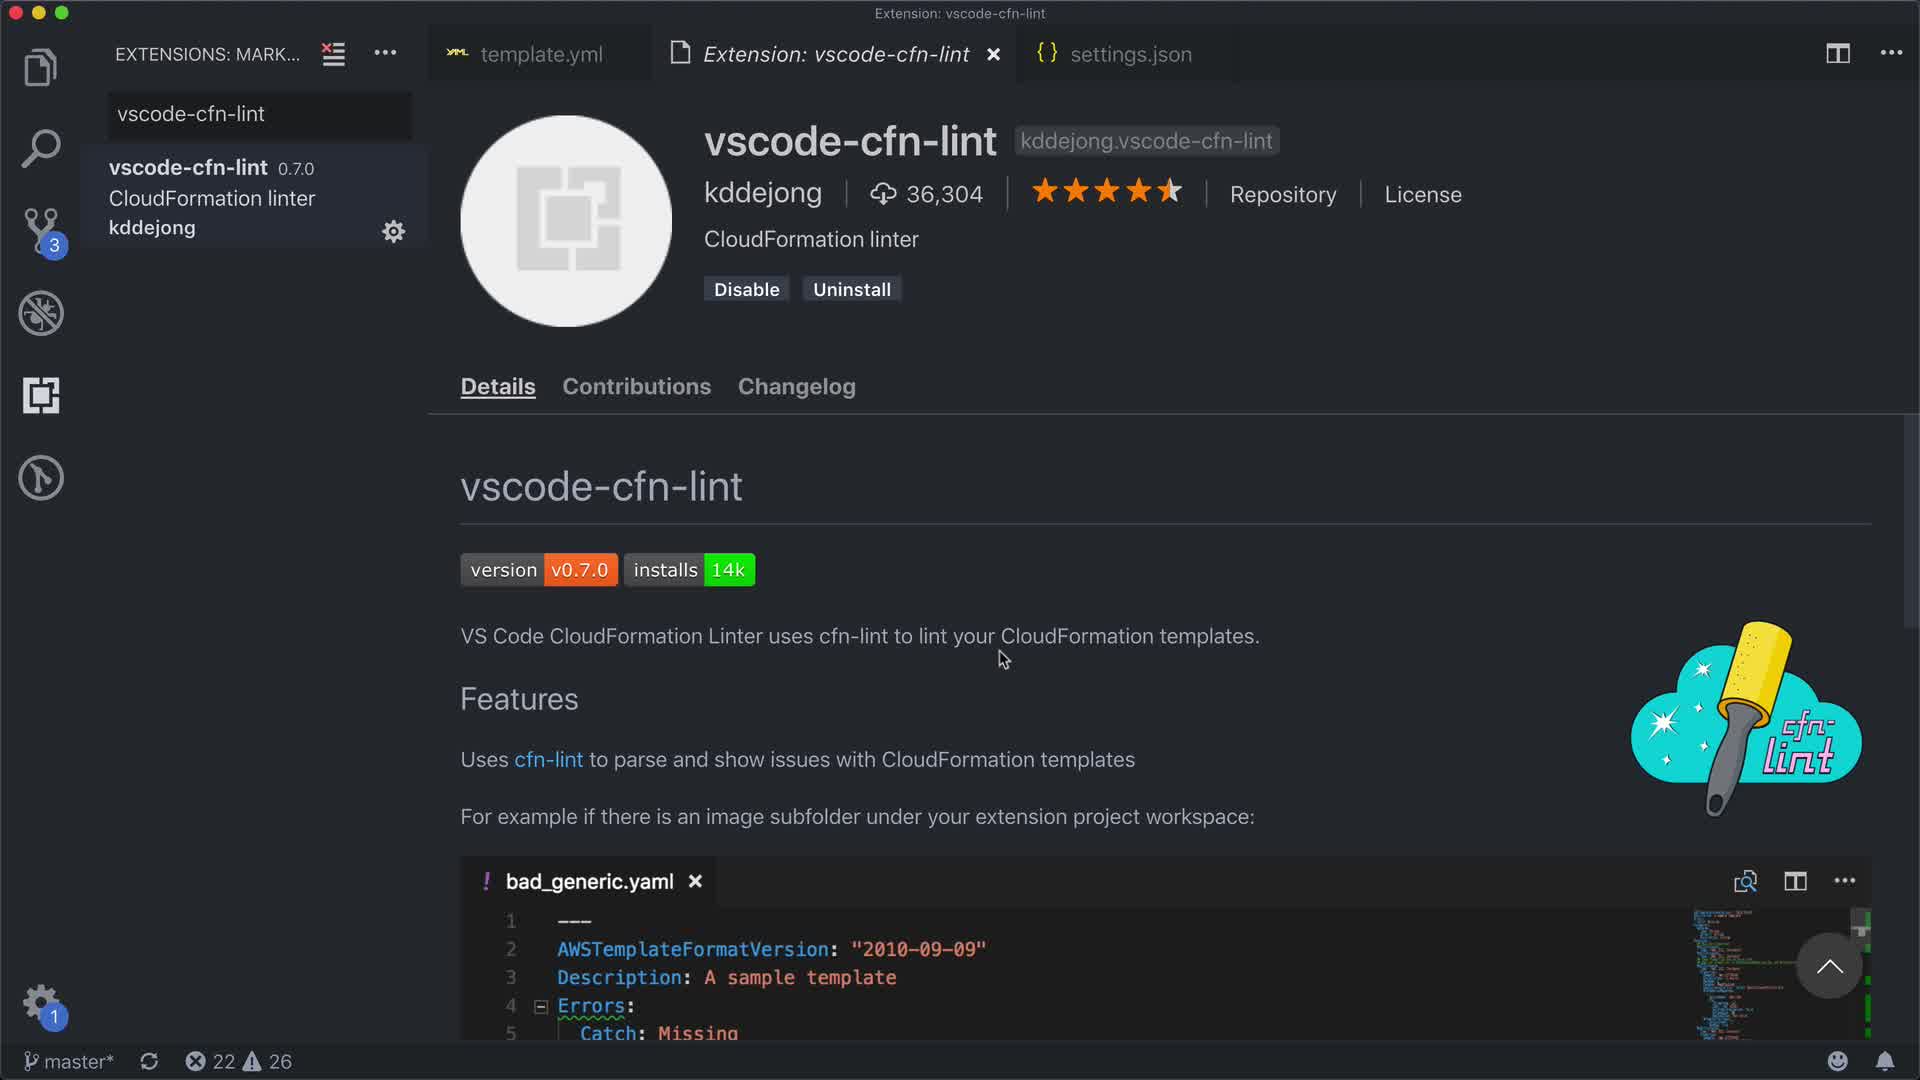 Extension: vscode-cfn-lint
EXTENSIONS: MARK...
template.yml
Extension: vscode-cfn-lint
settings.json
vscode-cfn-lint
vscode-cfn-lint 0.7.0
CloudFormation linter
kddejong
3
vscode-cfn-lint kddejong.vscode-cfn-lint
kddejong 36,304 Repository License
CloudFormation linter
Disable Uninstall
Details Contributions Changelog
vscode-cfn-lint
version v0.7.0 installs 14k
VS Code CloudFormation Linter uses cfn-lint to lint your CloudFormation templates.
Features
Uses cfn-lint to parse and show issues with CloudFormation templates
cfn-
lint
For example if there is an image subfolder under your extension project workspace:
! bad_generic.yaml
1 ---
2 AWSTemplateFormatVersion: "2010-09-09"
3 Description: A sample template
4 Errors:
5 Catch: Missing
1
master* 22 26